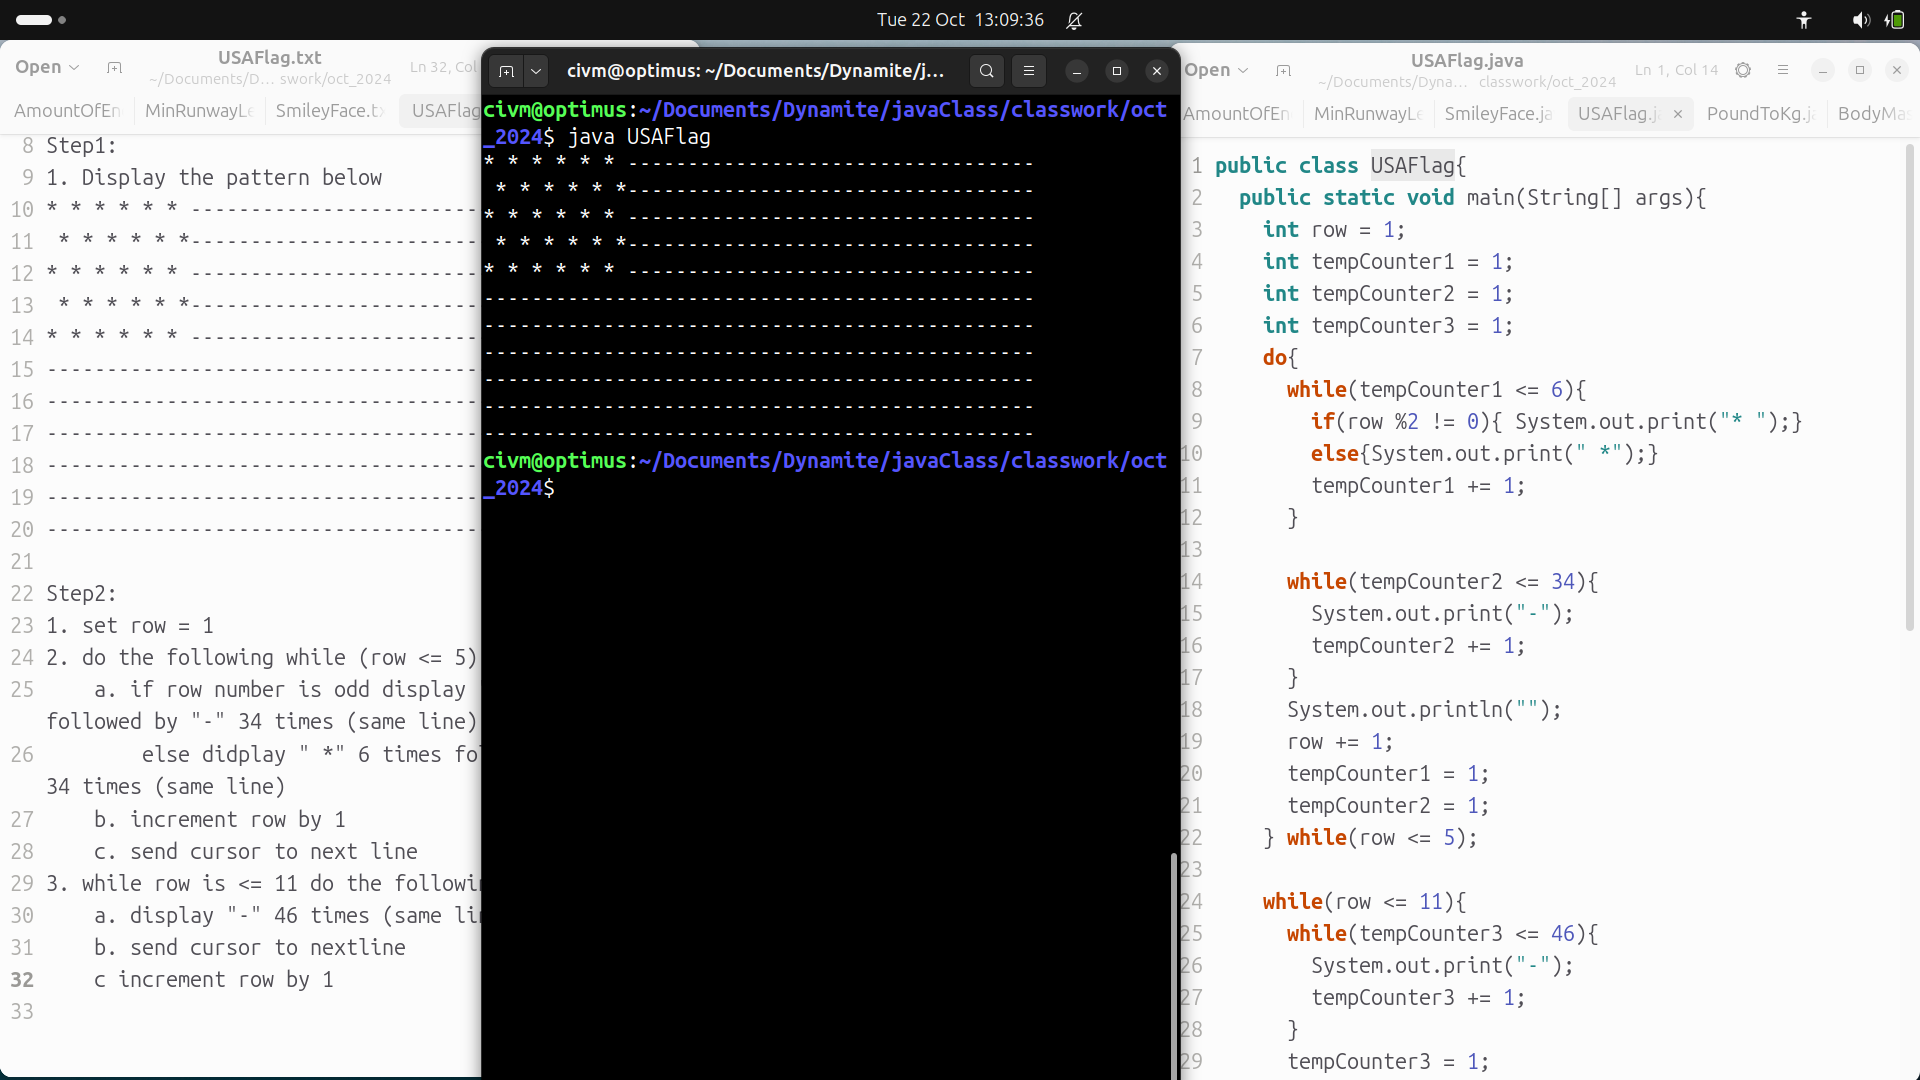 Tue 22 Oct 13:09:36
Open
USAFlag.txt
~/Documents/D… swork/oct_2024
Ln 32, Col
AmountOfEn
MinRunwayLe
SmileyFace.tx
USAFlag
8 Step1:
9 1. Display the pattern below
10 * * * * * * ------------------------
11  * * * * * *------------------------
12 * * * * * * ------------------------
13  * * * * * *------------------------
14 * * * * * * ------------------------
15 ------------------------------------
16 ------------------------------------
17 ------------------------------------
18 ------------------------------------
19 ------------------------------------
20 ------------------------------------
21
22 Step2:
23 1. set row = 1
24 2. do the following while (row <= 5)
25     a. if row number is odd display
followed by "-" 34 times (same line)
26         else didplay " *" 6 times fo
34 times (same line)
27     b. increment row by 1
28     c. send cursor to next line
29 3. while row is <= 11 do the followi
30     a. display "-" 46 times (same li
31     b. send cursor to nextline
32     c increment row by 1
33
civm@optimus: ~/Documents/Dynamite/j…
civm@optimus:~/Documents/Dynamite/javaClass/classwork/oct
_2024$ java USAFlag
* * * * * * ----------------------------------
 * * * * * *----------------------------------
* * * * * * ----------------------------------
 * * * * * *----------------------------------
* * * * * * ----------------------------------
----------------------------------------------
----------------------------------------------
----------------------------------------------
----------------------------------------------
----------------------------------------------
----------------------------------------------
civm@optimus:~/Documents/Dynamite/javaClass/classwork/oct
_2024$
Open
USAFlag.java
~/Documents/Dyna… classwork/oct_2024
Ln 1, Col 14
AmountOfEn
MinRunwayLe
SmileyFace.ja
USAFlag.j
PoundToKg.j
BodyMas
1 public class USAFlag{
2   public static void main(String[] args){
3     int row = 1;
4     int tempCounter1 = 1;
5     int tempCounter2 = 1;
6     int tempCounter3 = 1;
7     do{
8       while(tempCounter1 <= 6){
9         if(row %2 != 0){ System.out.print("* ");}
10         else{System.out.print(" *");}
11         tempCounter1 += 1;
12       }
13
14       while(tempCounter2 <= 34){
15         System.out.print("-");
16         tempCounter2 += 1;
17       }
18       System.out.println("");
19       row += 1;
20       tempCounter1 = 1;
21       tempCounter2 = 1;
22     } while(row <= 5);
23
24     while(row <= 11){
25       while(tempCounter3 <= 46){
26         System.out.print("-");
27         tempCounter3 += 1;
28       }
29       tempCounter3 = 1;